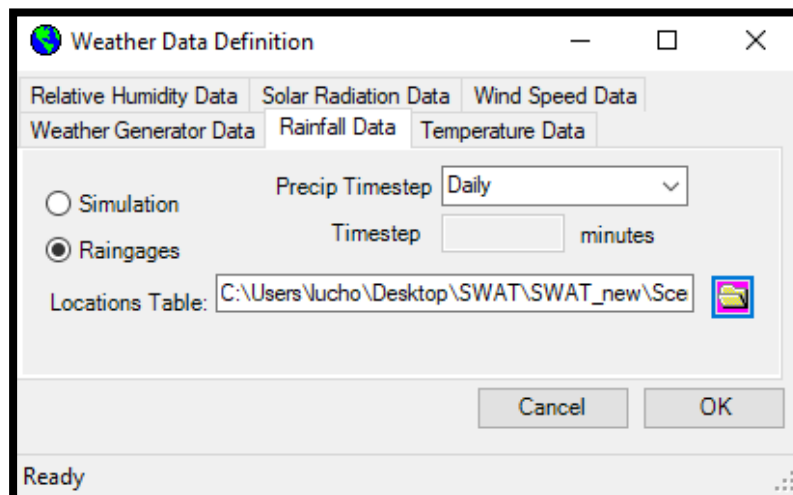 Weather Data Definition
Relative Humidity Data Solar Radiation Data Wind Speed Data
Weather Generator Data Rainfall Data Temperature Data
Precip Timestep Daily
Simulation
Timestep minutes
Raingages
Locations Table: C:\Users\lucho\Desktop\SWAT\SWAT_new\Sce
Cancel OK
Ready